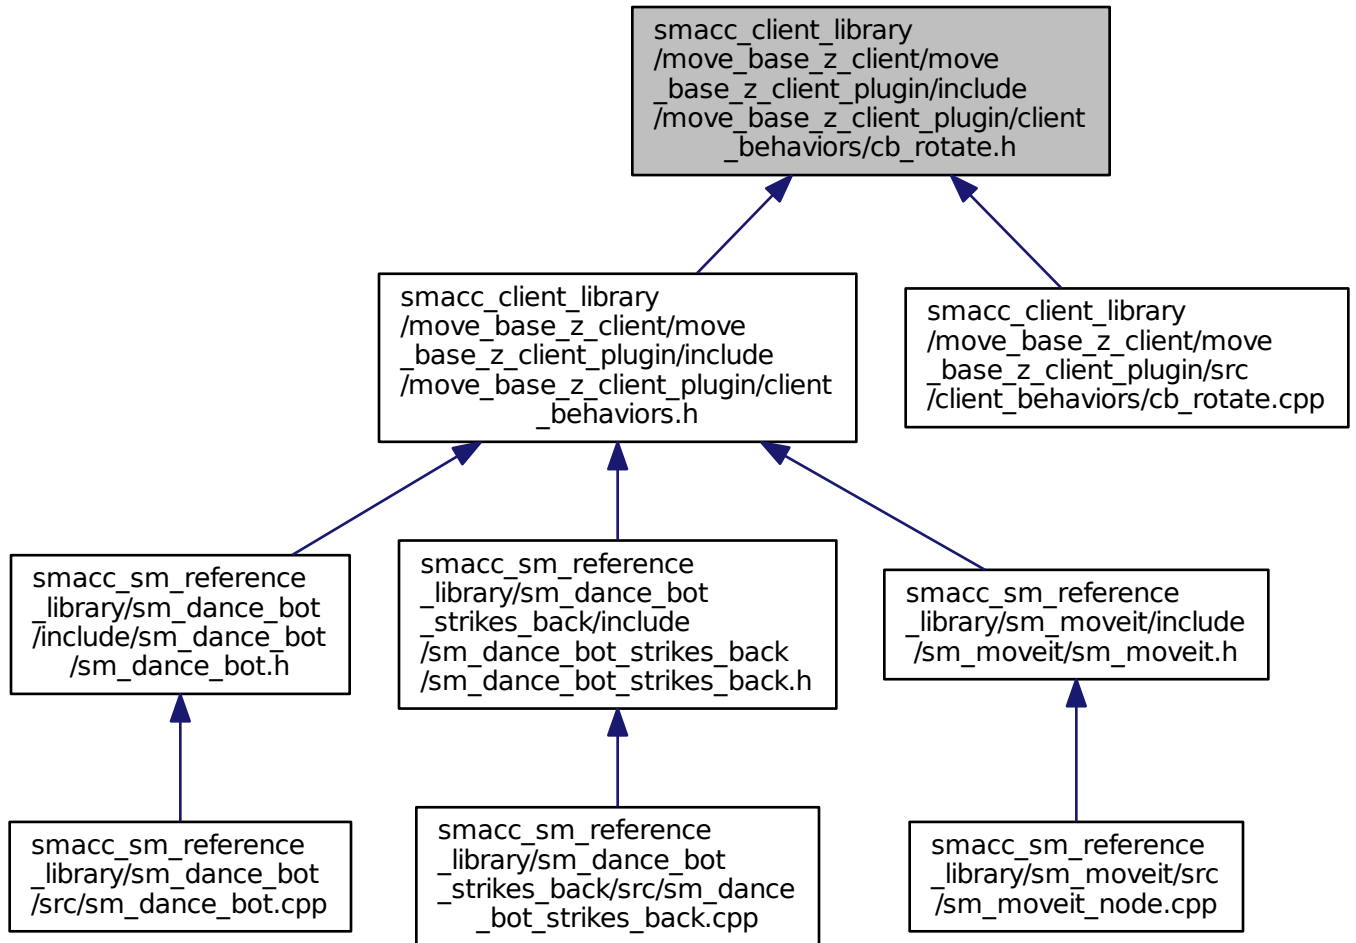 smacc_client_library
/move_base_z_client/move
_base_z_client_plugin/include
/move_base_z_client_plugin/client
_behaviors/cb_rotate.h
smacc_client_library
/move_base_z_client/move
_base_z_client_plugin/include
/move_base_z_client_plugin/client
_behaviors.h
smacc_client_library
/move_base_z_client/move
_base_z_client_plugin/src
/client_behaviors/cb_rotate.cpp
smacc_sm_reference
_library/sm_dance_bot
/include/sm_dance_bot
/sm_dance_bot.h
smacc_sm_reference
_library/sm_dance_bot
_strikes_back/include
/sm_dance_bot_strikes_back
/sm_dance_bot_strikes_back.h
smacc_sm_reference
_library/sm_moveit/include
/sm_moveit/sm_moveit.h
smacc_sm_reference
_library/sm_dance_bot
/src/sm_dance_bot.cpp
smacc_sm_reference
_library/sm_dance_bot
_strikes_back/src/sm_dance
_bot_strikes_back.cpp
smacc_sm_reference
_library/sm_moveit/src
/sm_moveit_node.cpp